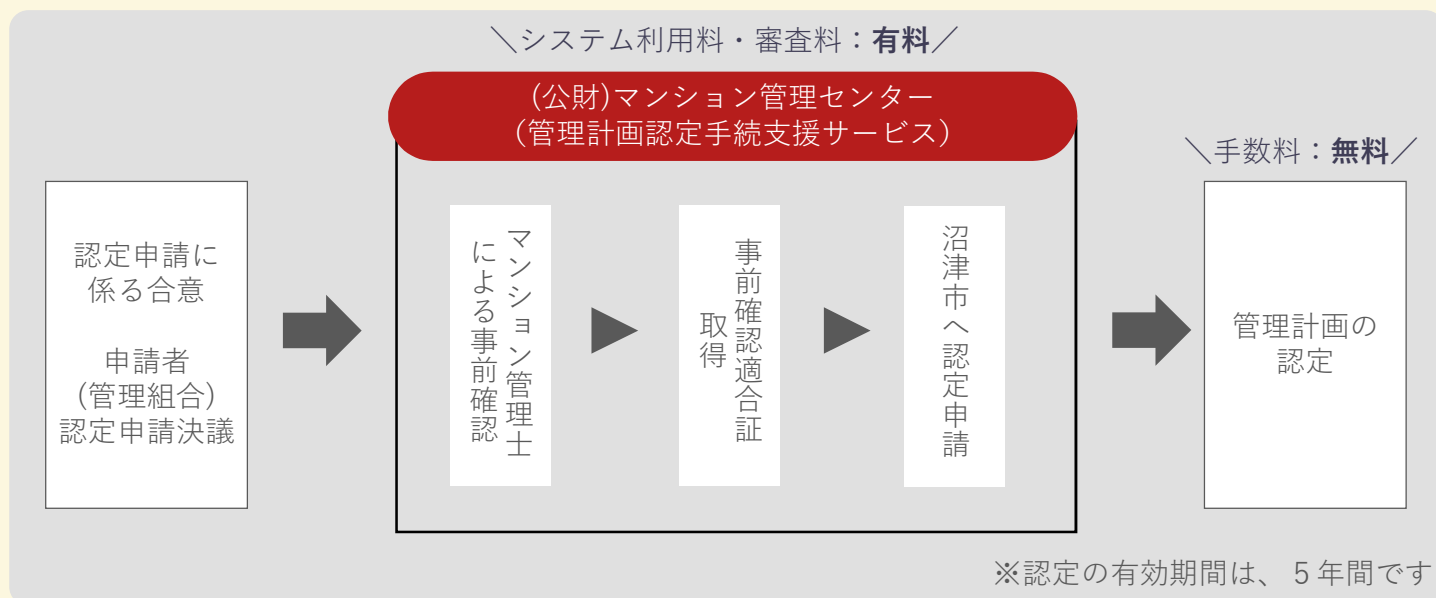 ＼システム利用料・審査料：有料／
(公財)マンション管理センター
（管理計画認定手続支援サービス）
＼手数料：無料／
認定申請に
係る合意
申請者
(管理組合)
認定申請決議
マンション管理士
による事前確認
事前確認適合証
取得
沼津市へ認定申請
管理計画の
認定
※認定の有効期間は、５年間です